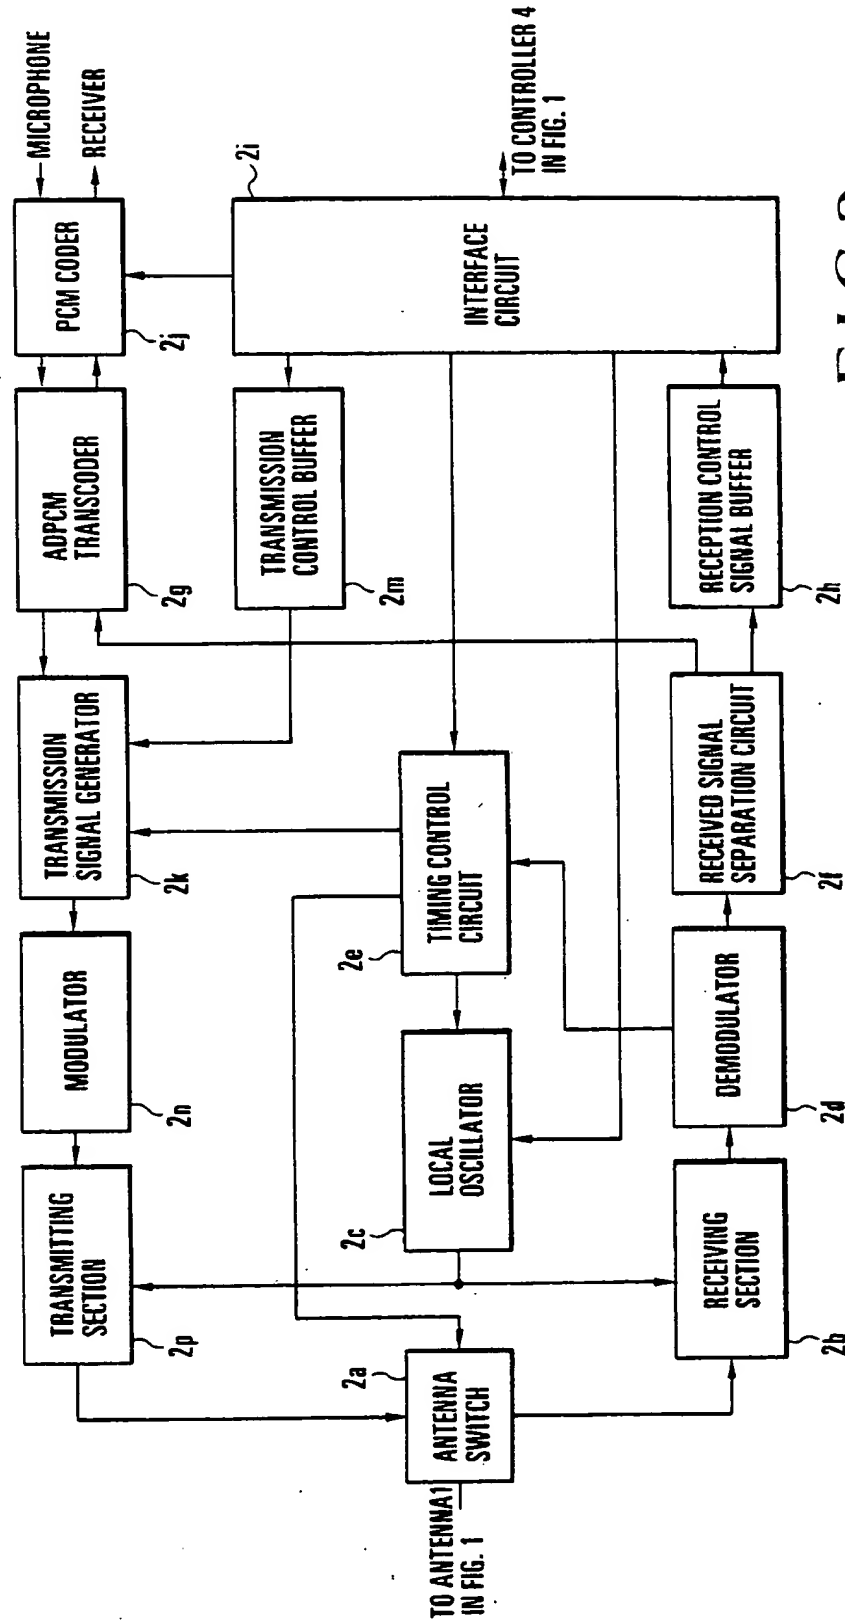 MICROPHONE
RECEIVER
PCM CODER
2j
ADPCM
TRANSCODER
2g
TRANSMISSION
SIGNAL GENERATOR
2k
MODULATOR
2n
TRANSMITTING
SECTION
2p
2i
INTERFACE
CIRCUIT
TO CONTROLLER 4
IN FIG. 1
TRANSMISSION
CONTROL BUFFER
2m
TIMING CONTROL
CIRCUIT
2e
LOCAL
OSCILLATOR
2c
2a
ANTENNA
SWITCH
TO ANTENNA1
IN FIG. 1
RECEIVING
SECTION
2b
DEMODULATOR
2d
RECEIVED SIGNAL
SEPARATION CIRCUIT
2f
RECEPTION CONTROL
SIGNAL BUFFER
2h